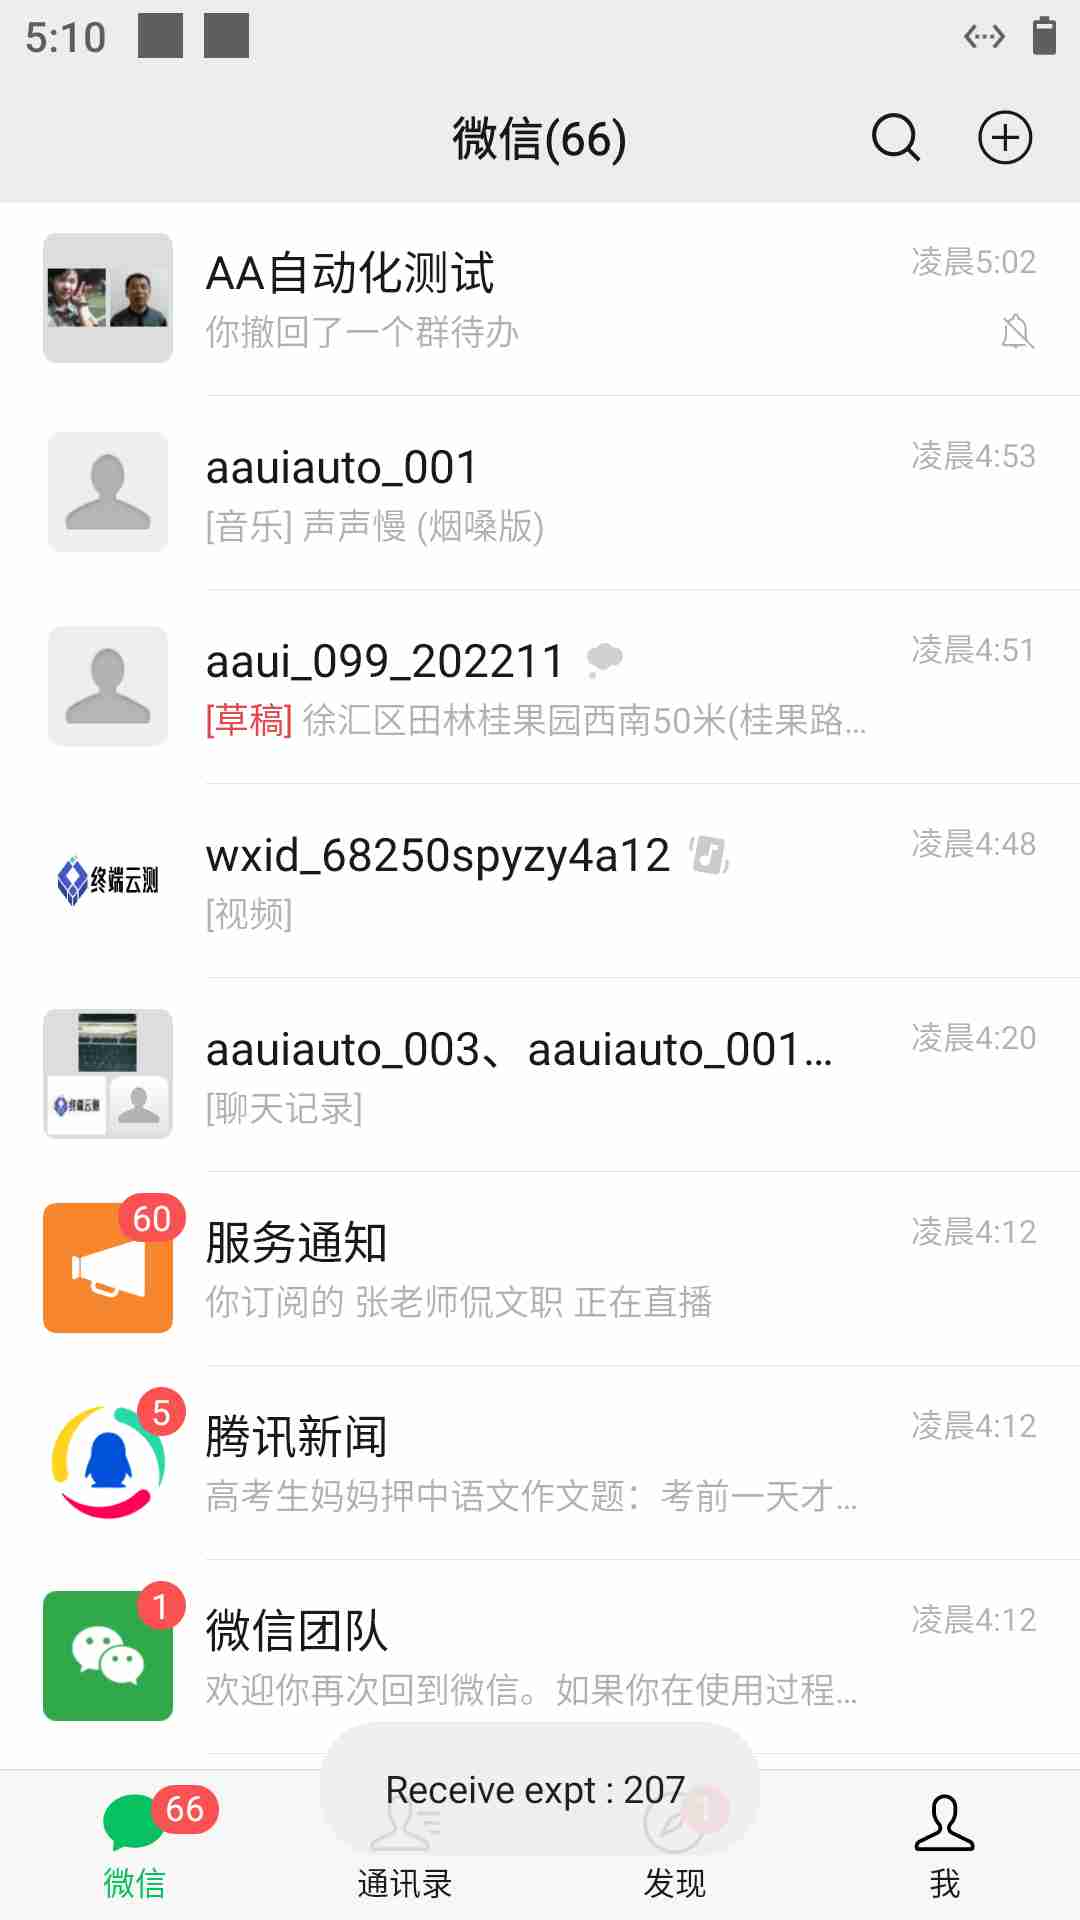 5:10
微信(66)
AA自动化测试
凌晨5:02
你撤回了一个群待办
aauiauto_001
凌晨4:53
[音乐] 声声慢 (烟嗓版)
aaui_099_202211
凌晨4:51
[草稿] 徐汇区田林桂果园西南50米(桂果路...
终端云测
wxid_68250spyzy4a12
凌晨4:48
[视频]
aauiauto_003、aauiauto_001...
凌晨4:20
终端云测
[聊天记录]
60
服务通知
凌晨4:12
你订阅的 张老师侃文职 正在直播
5
腾讯新闻
凌晨4:12
高考生妈妈押中语文作文题：考前一天才...
1
微信团队
凌晨4:12
欢迎你再次回到微信。如果你在使用过程...
Receive expt : 207
66
1
微信
通讯录
发现
我